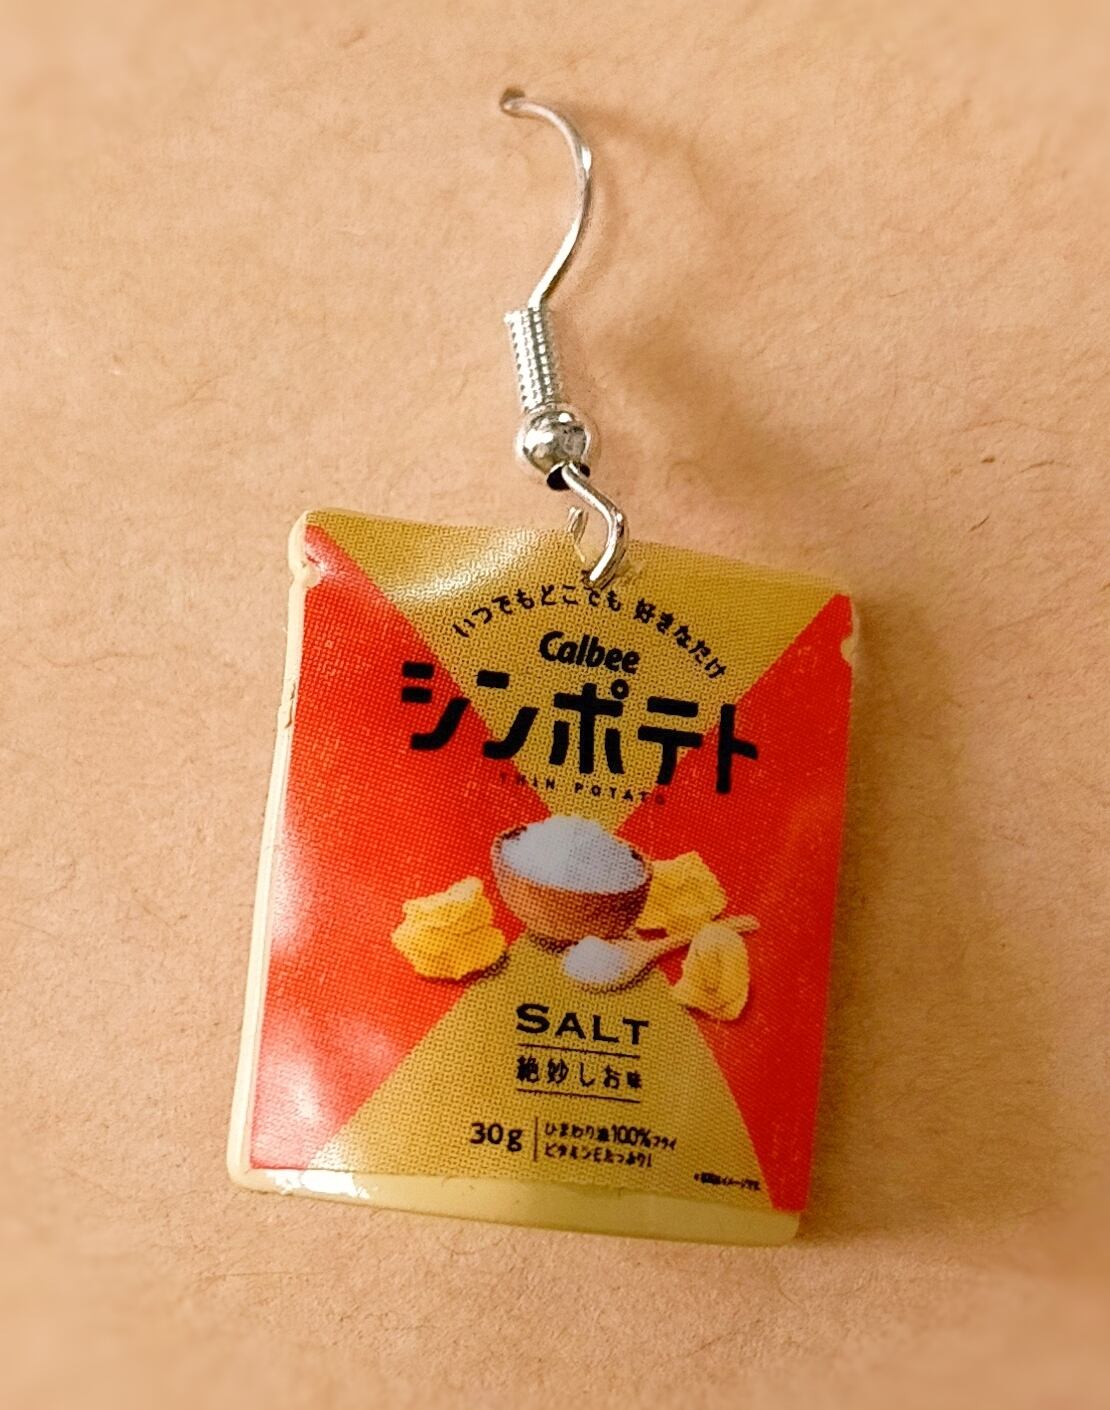 いつでもどこでも 好きなだけ
Calbee
シンポテト
THIN POTATO
SALT
絶妙しお味
30g
ひまわり油100%フライ
ビタミンEたっぷり!